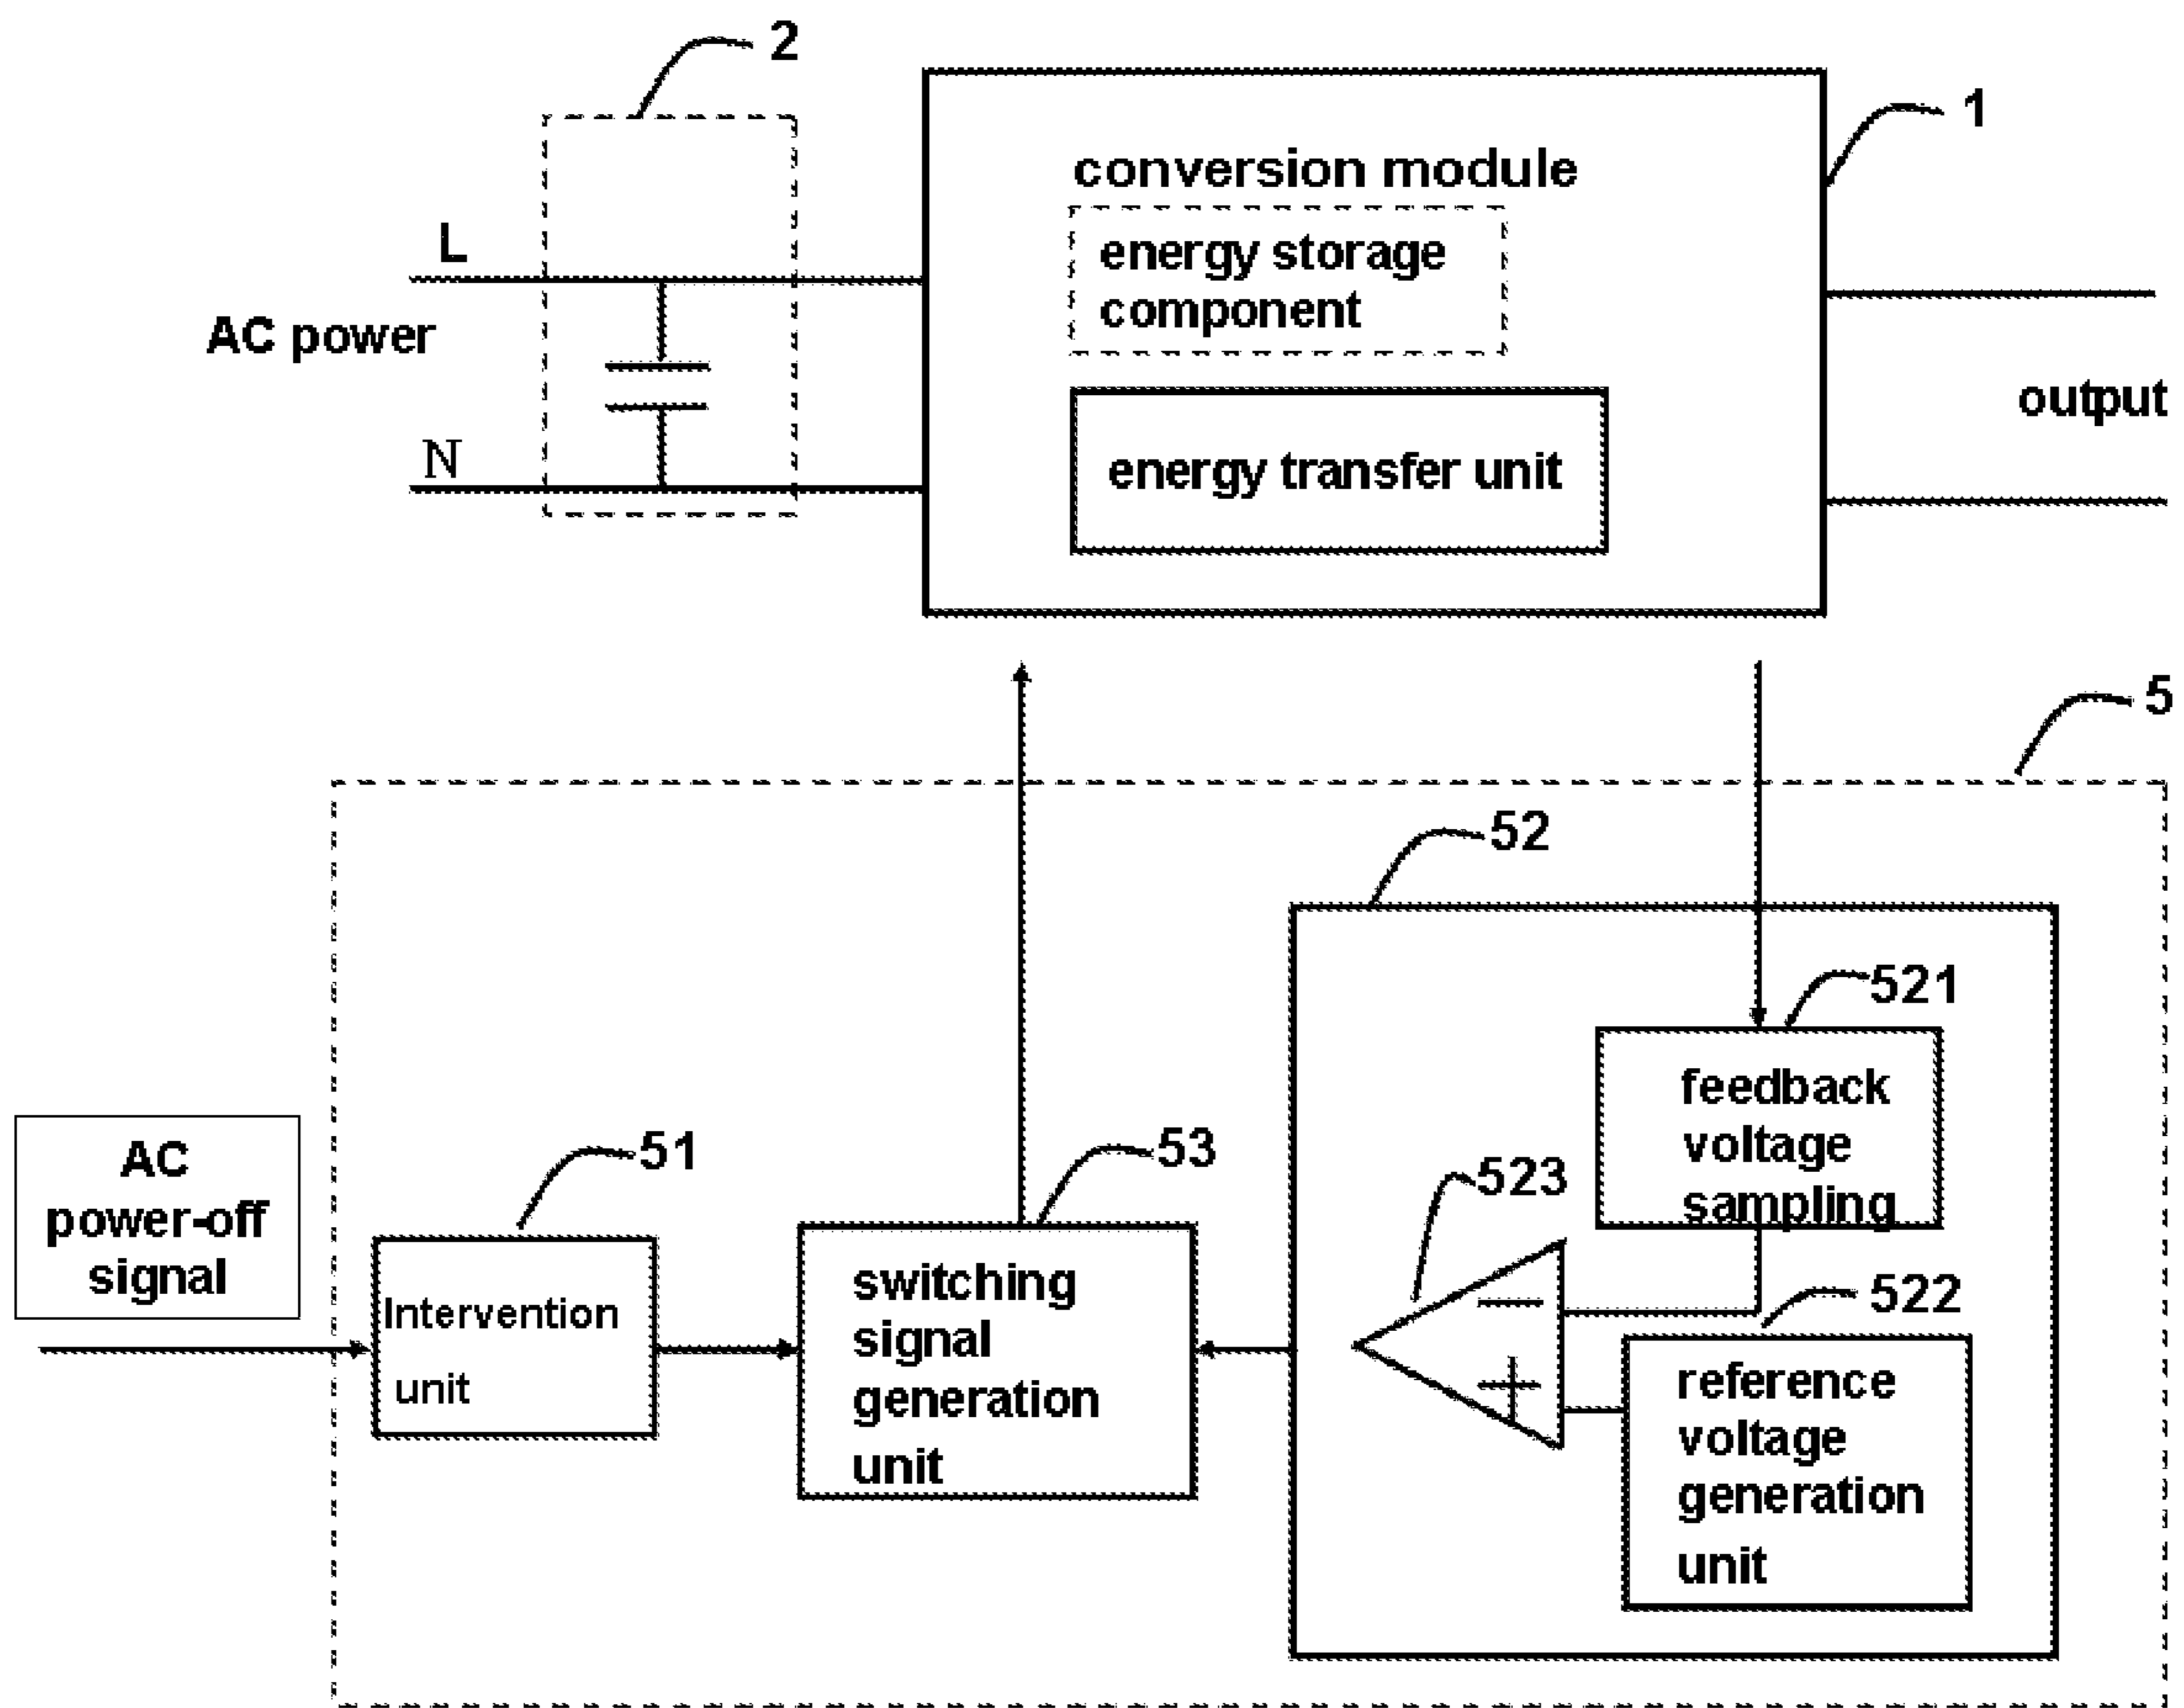 2
1
conversion module
energy storage
component
L
AC power
N
energy transfer unit
output
5
52
521
feedback
voltage
sampling
AC
power-off
signal
51
53
523
522
Intervention
unit
switching
signal
generation
unit
reference
voltage
generation
unit